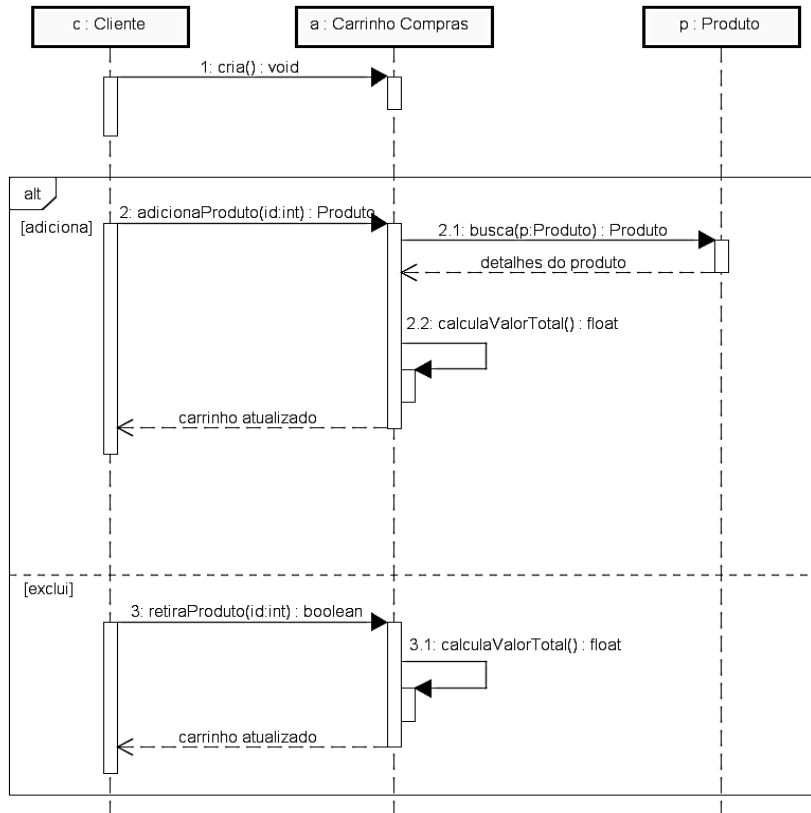 c : Cliente
a : Carrinho Compras
p : Produto
1: cria() : void
alt
[adiciona]
2: adicionaProduto(id:int) : Produto
2.1: busca(p:Produto) : Produto
detalhes do produto
2.2: calculaValorTotal() : float
carrinho atualizado
[exclui]
3: retiraProduto(id:int) : boolean
3.1: calculaValorTotal() : float
carrinho atualizado